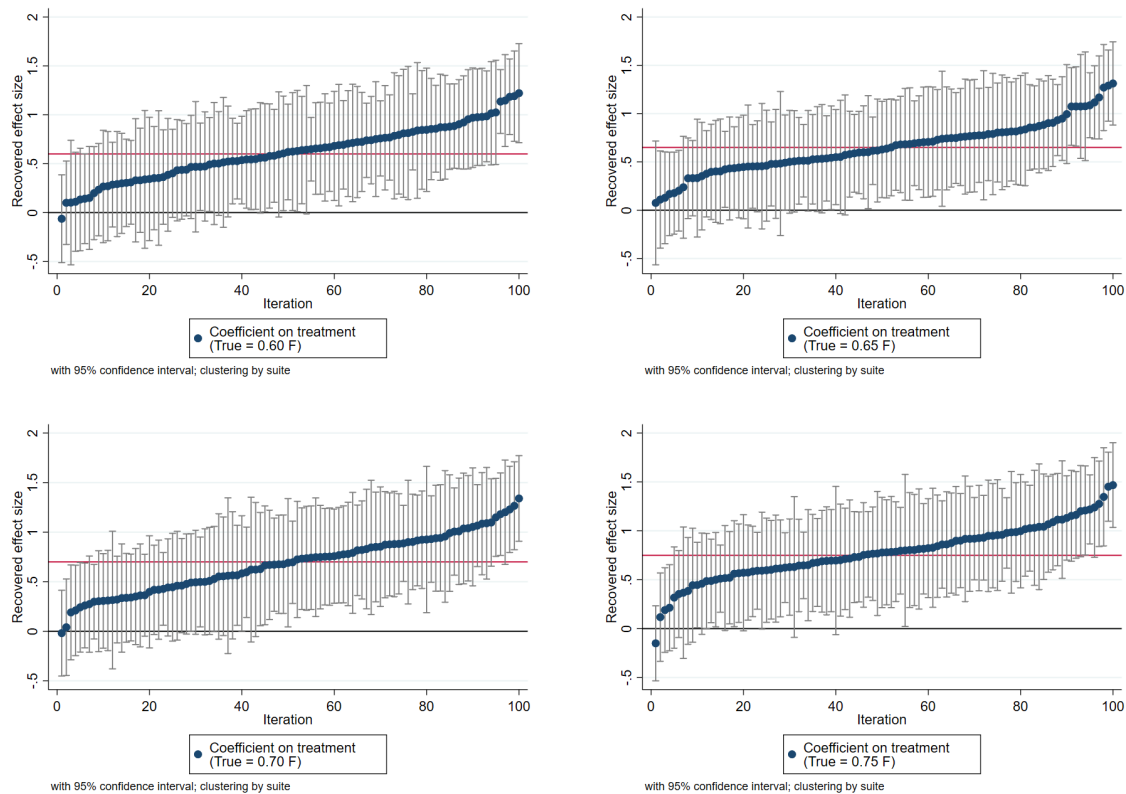 Recovered effect size
2
1.5
1
.5
0
-.5
0 20 40 60 80 100
Iteration
Coefficient on treatment
(True = 0.60 F)
with 95% confidence interval; clustering by suite
Recovered effect size
2
1.5
1
.5
0
-.5
0 20 40 60 80 100
Iteration
Coefficient on treatment
(True = 0.65 F)
with 95% confidence interval; clustering by suite
Recovered effect size
2
1.5
1
.5
0
-.5
0 20 40 60 80 100
Iteration
Coefficient on treatment
(True = 0.70 F)
with 95% confidence interval; clustering by suite
Recovered effect size
2
1.5
1
.5
0
-.5
0 20 40 60 80 100
Iteration
Coefficient on treatment
(True = 0.75 F)
with 95% confidence interval; clustering by suite